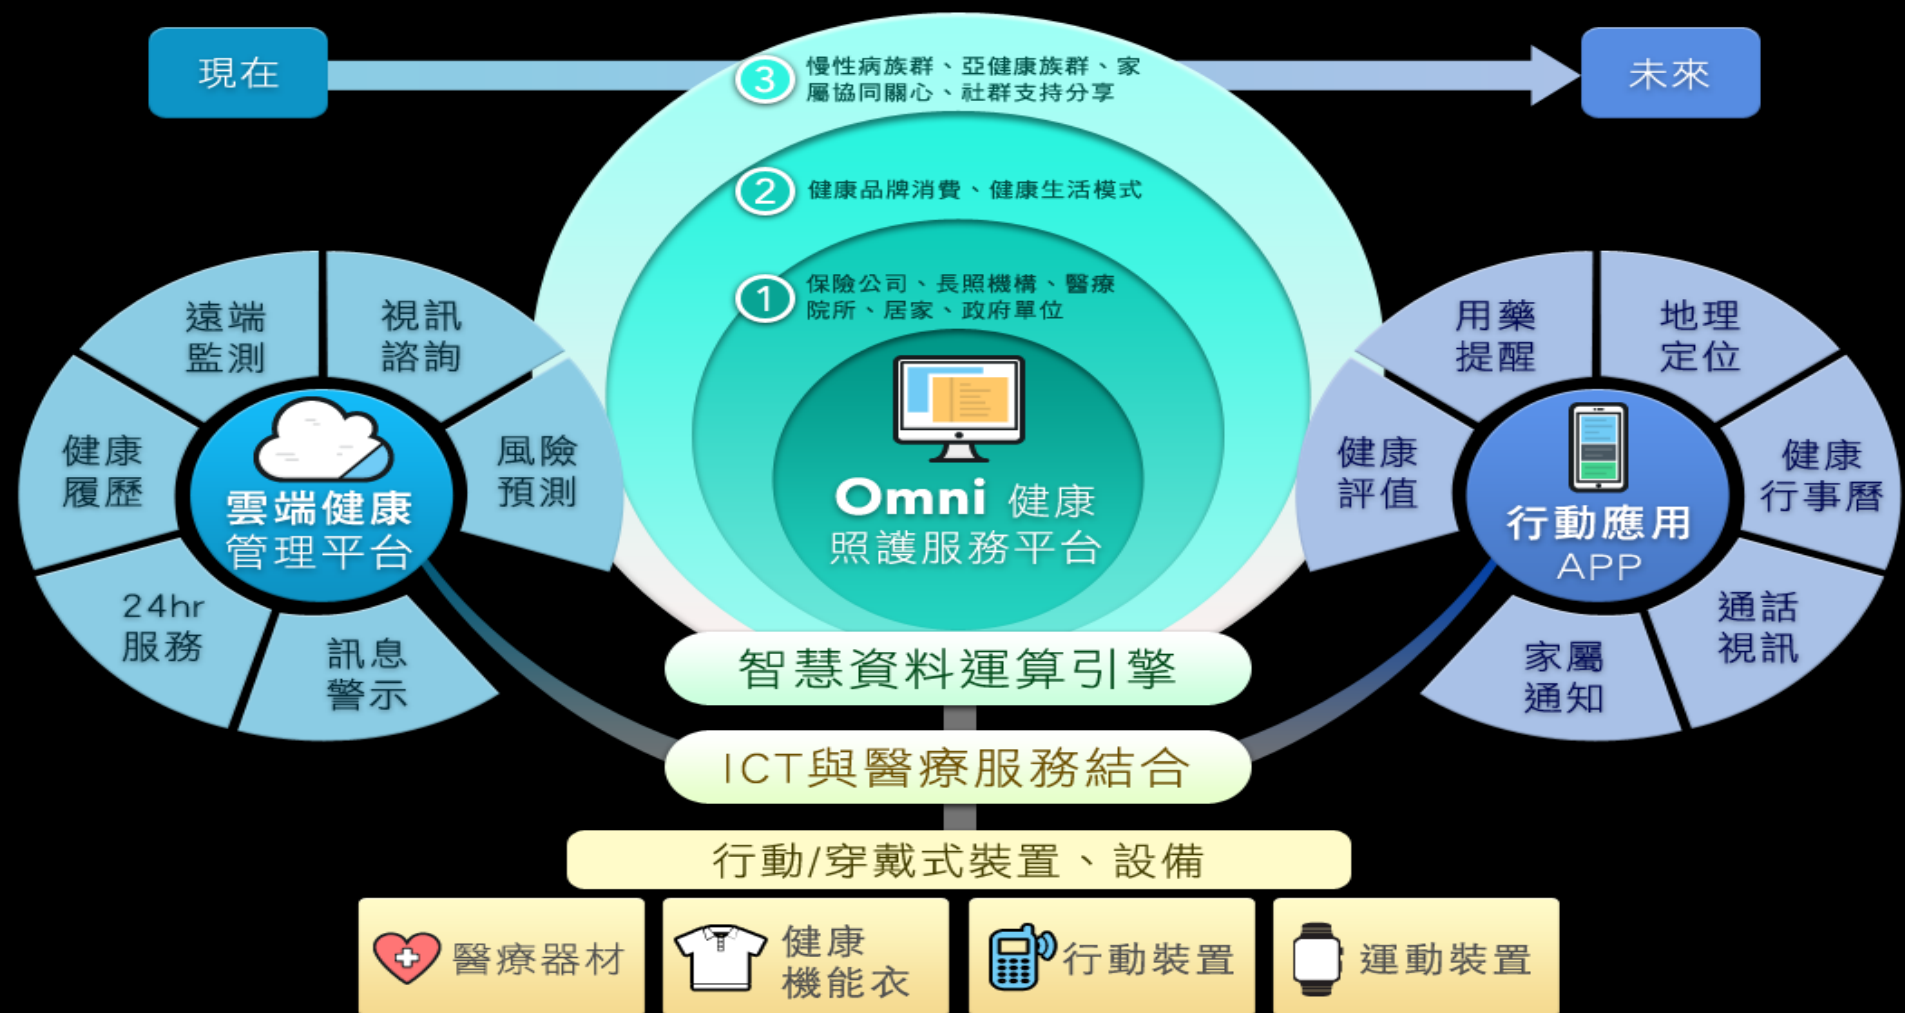 現在
未來
3
慢性病族群、亞健康族群、家
屬協同關心、社群支持分享
2
健康品牌消費、健康生活模式
1
保險公司、長照機構、醫療
院所、居家、政府單位
Omni 健康
照護服務平台
遠端
監測
視訊
諮詢
健康
履歷
風險
預測
雲端健康
管理平台
24hr
服務
訊息
警示
用藥
提醒
地理
定位
健康
評值
健康
行事曆
行動應用
APP
通話
視訊
家屬
通知
智慧資料運算引擎
ICT與醫療服務結合
行動/穿戴式裝置、設備
醫療器材
健康
機能衣
行動裝置
運動裝置